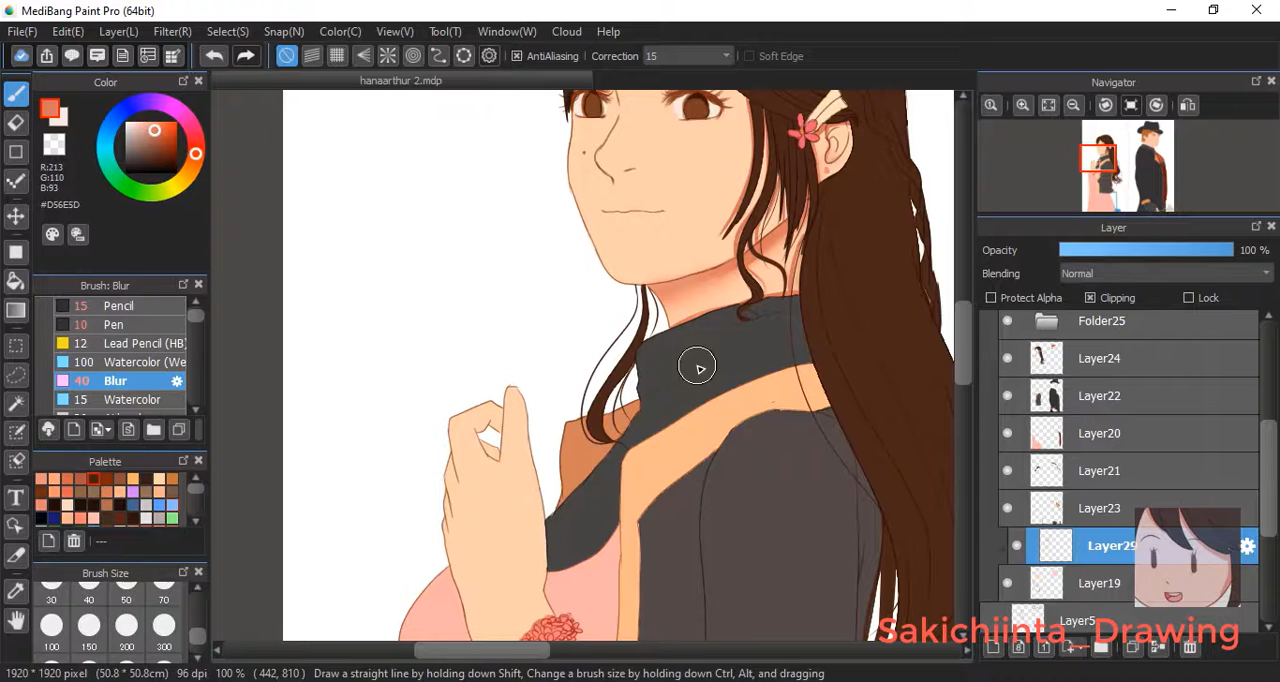 MediBang Paint Pro (64bit)
File(F) Edit(E) Layer(L) Filter(R) Select(S) Snap(N) Color(C) View(V) Tool(T) Window(W) Cloud Help
AntiAliasing Correction 15 Soft Edge
Color
hanaarthur 2.mdp
Navigator
R:213
G:110
B:93
#D56E5D
Layer
Opacity 100 %
Blending Normal
Protect Alpha Clipping Lock
Brush: Blur
15 Pencil
10 Pen
12 Lead Pencil (HB)
100 Watercolor (We
40 Blur
15 Watercolor
Folder25
Layer24
Layer22
Layer20
Layer21
Layer23
Layer29
Layer19
Layer5
Palette
---
Brush Size
30 40 50 70
100 150 200 300
Sakichiinta_Drawing
1920 * 1920 pixel (50.8 * 50.8cm) 96 dpi 100 % (442, 810) Draw a straight line by holding down Shift, Change a brush size by holding down Ctrl, Alt, and dragging